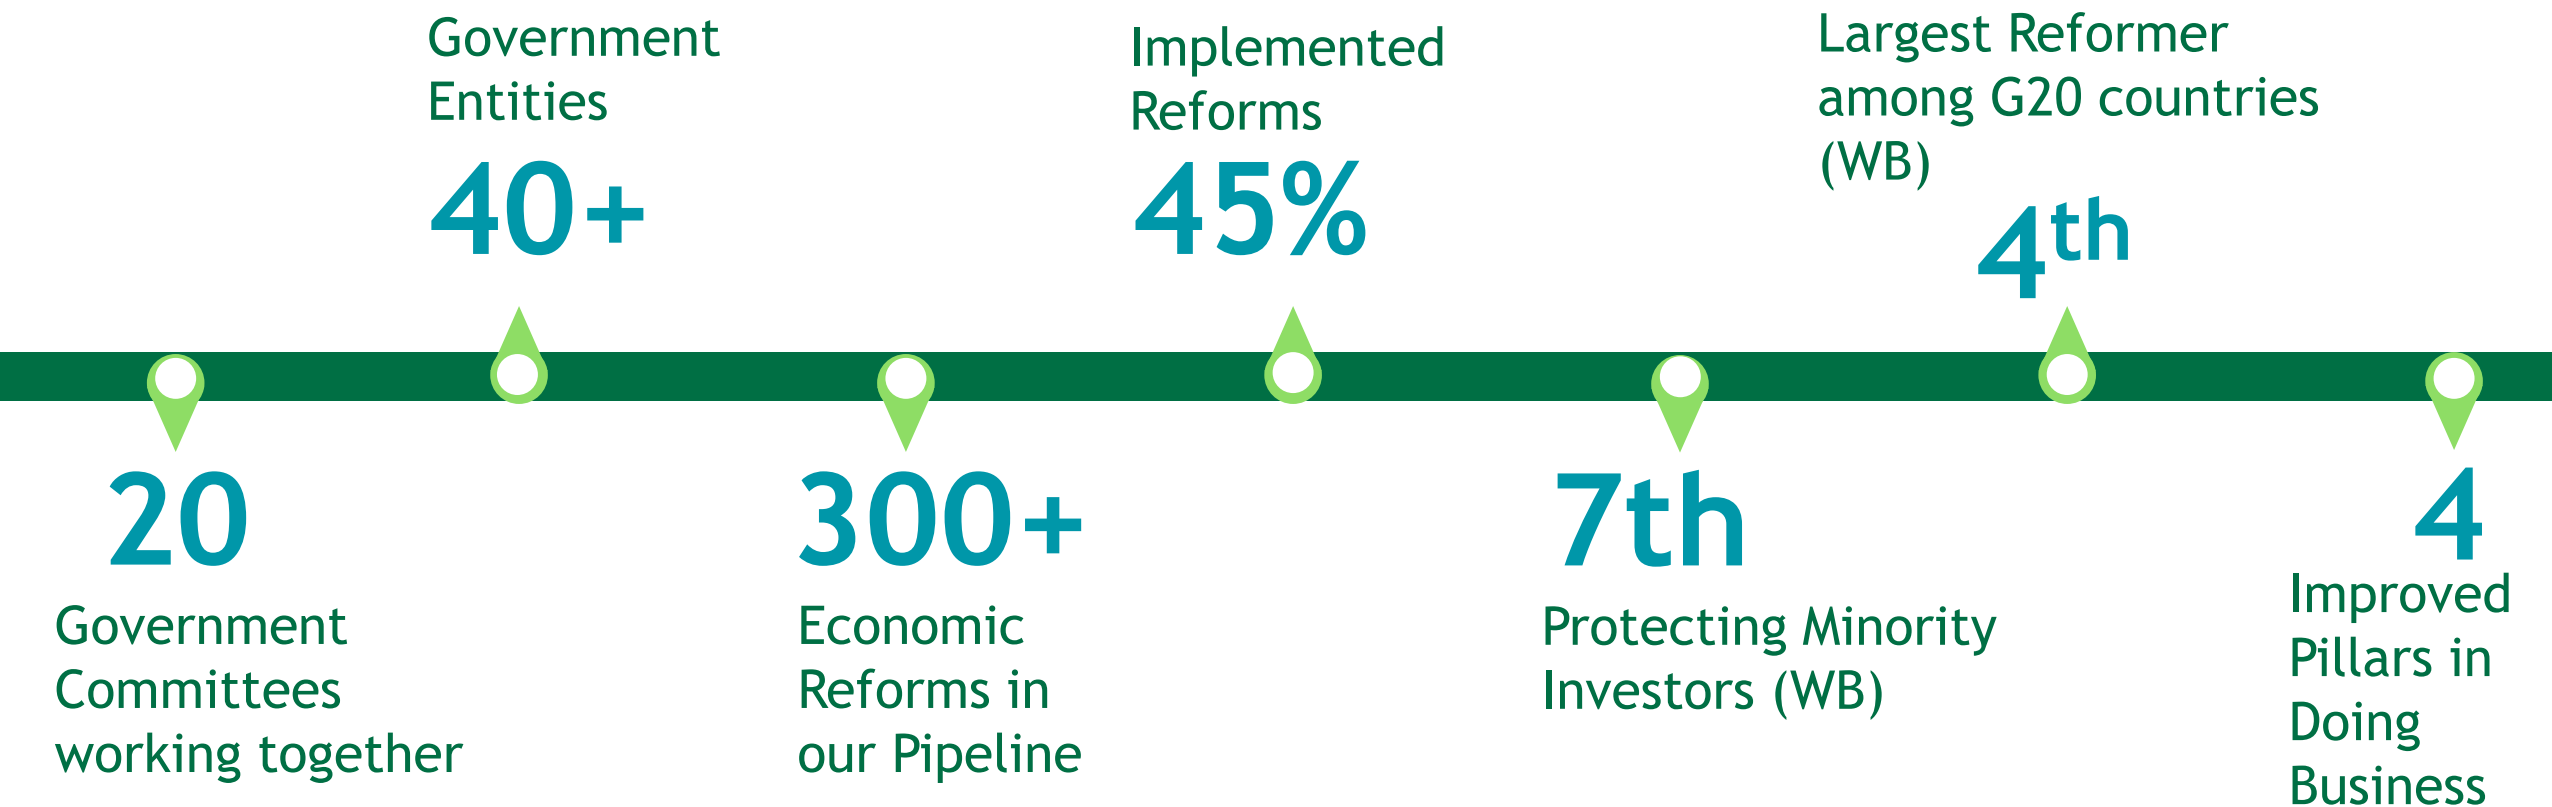 Government
Entities
40+
Implemented
Reforms
45%
Largest Reformer
among G20 countries
(WB)
4th
20
Government
Committees
working together
300+
Economic
Reforms in
our Pipeline
7th
Protecting Minority
Investors (WB)
4
Improved
Pillars in
Doing
Business